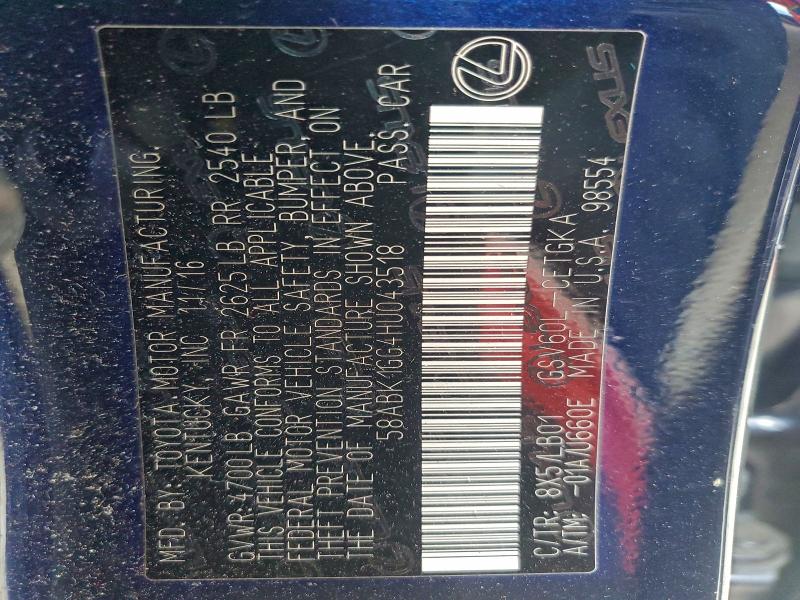 MFD. BY: TOYOTA MOTOR MANUFACTURING,
KENTUCKY, INC 11/16
GVWR:4700LB GAWR FR 2625LB RR 2540 LB
THIS VEHICLE CONFORMS TO ALL APPLICABLE
FEDERAL MOTOR VEHICLE SAFETY, BUMPER, AND
THEFT PREVENTION STANDARDS IN EFFECT ON
THE DATE OF MANUFACTURE SHOWN ABOVE.
58ABK1GG4HU043518 PASS. CAR
C/TR: 8X5/LB01 GSV60L-CETGKA
A/TM: -01A/U660E MADE IN U.S.A. 98554
LEXUS